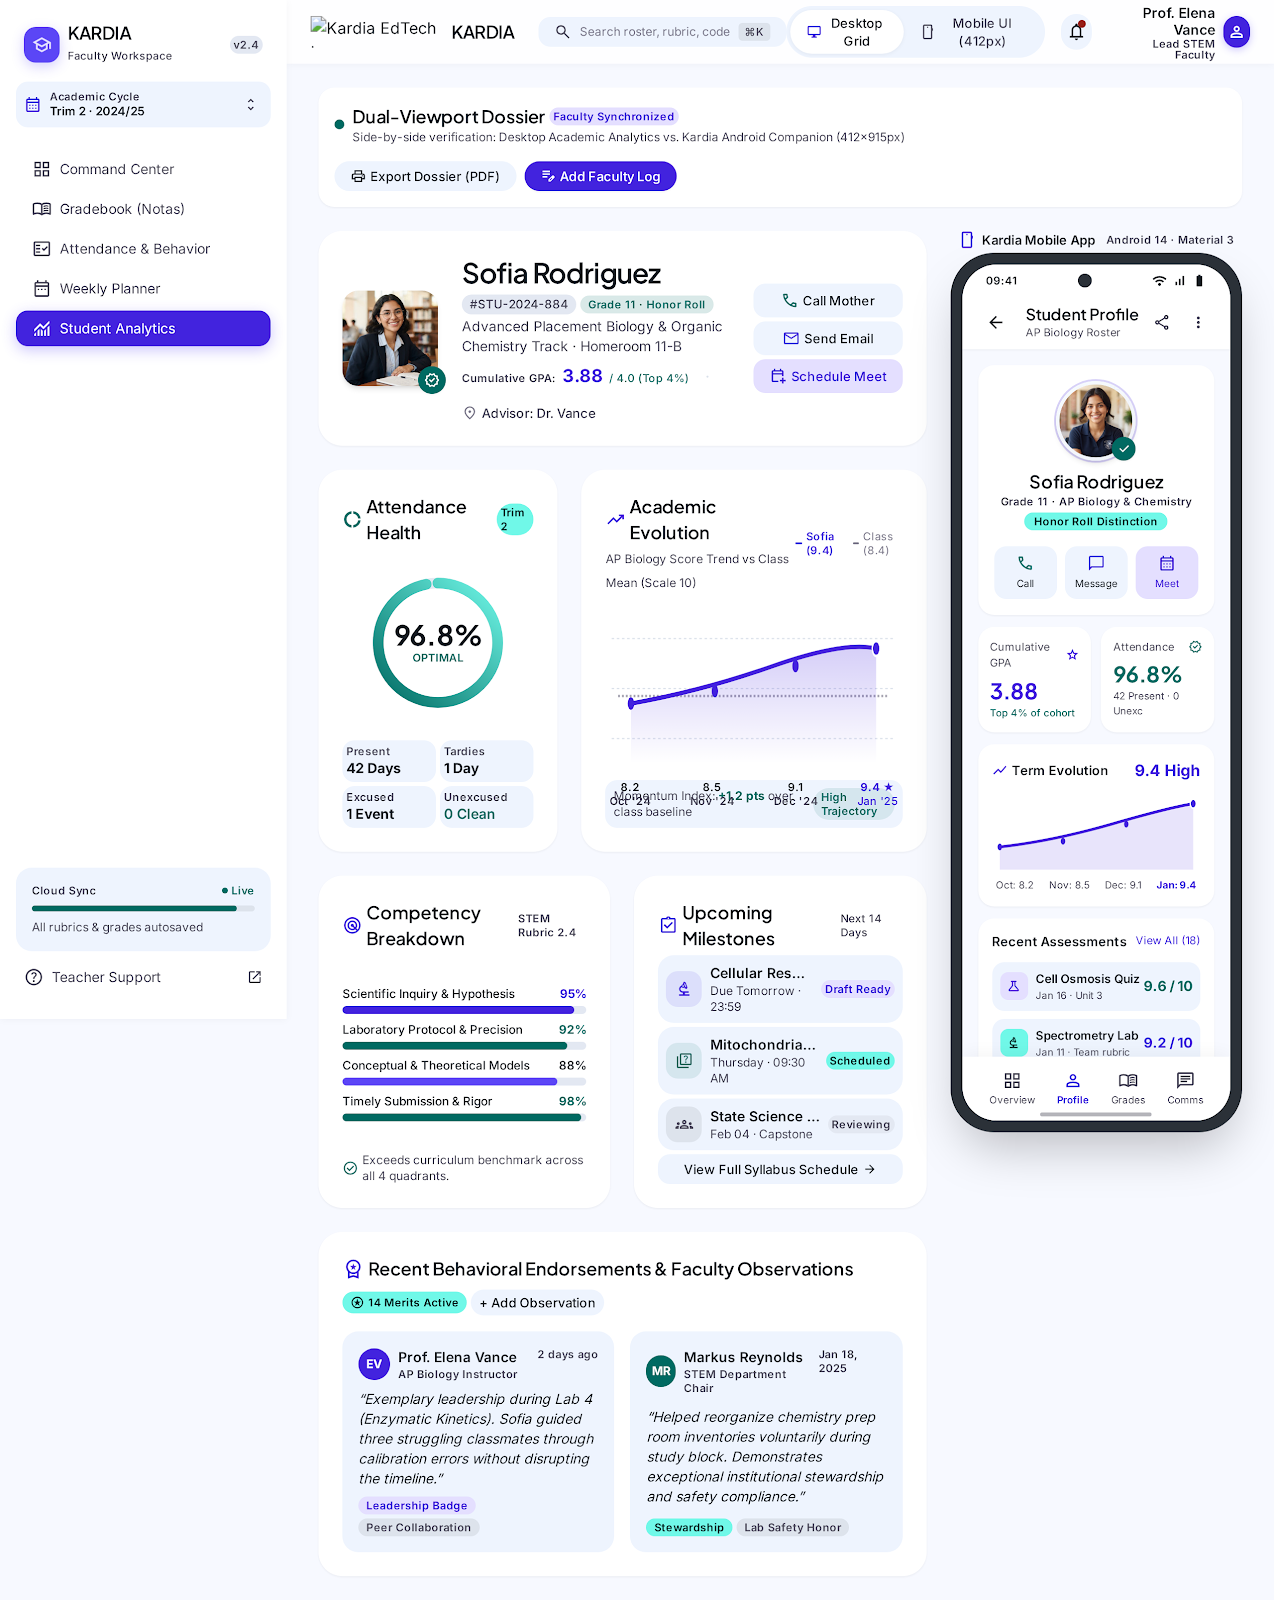 KARDIA
Faculty Workspace
v2.4
Academic Cycle
Trim 2 · 2024/25
Command Center
Gradebook (Notas)
Attendance & Behavior
Weekly Planner
Student Analytics
Cloud Sync
Live
All rubrics & grades autosaved
Teacher Support
Kardia EdTech
KARDIA
Search roster, rubric, code
⌘K
Desktop
Grid
Mobile UI
(412px)
Prof. Elena
Vance
Lead STEM
Faculty
Dual-Viewport Dossier
Faculty Synchronized
Side-by-side verification: Desktop Academic Analytics vs. Kardia Android Companion (412×915px)
Export Dossier (PDF)
Add Faculty Log
Sofia Rodriguez
#STU-2024-884
Grade 11 · Honor Roll
Advanced Placement Biology & Organic
Chemistry Track · Homeroom 11-B
Cumulative GPA: 3.88 / 4.0 (Top 4%)
·
Advisor: Dr. Vance
Call Mother
Send Email
Schedule Meet
Attendance
Health
Trim
2
96.8%
OPTIMAL
Present
42 Days
Tardies
1 Day
Excused
1 Event
Unexcused
0 Clean
Academic
Evolution
AP Biology Score Trend vs Class
Mean (Scale 10)
Sofia
(9.4)
Class
(8.4)
8.2
Oct '24
8.5
Nov '24
9.1
Dec '24
9.4 ★
Jan '25
Momentum Index: +1.2 pts over
class baseline
High
Trajectory
Competency
Breakdown
STEM
Rubric 2.4
Scientific Inquiry & Hypothesis 95%
Laboratory Protocol & Precision 92%
Conceptual & Theoretical Models 88%
Timely Submission & Rigor 98%
Exceeds curriculum benchmark across
all 4 quadrants.
Upcoming
Milestones
Next 14
Days
Cellular Res...
Due Tomorrow ·
23:59
Draft Ready
Mitochondria...
Thursday · 09:30
AM
Scheduled
State Science ...
Feb 04 · Capstone
Reviewing
View Full Syllabus Schedule →
Recent Behavioral Endorsements & Faculty Observations
14 Merits Active
+ Add Observation
EV
Prof. Elena Vance
AP Biology Instructor
2 days ago
“Exemplary leadership during Lab 4
(Enzymatic Kinetics). Sofia guided
three struggling classmates through
calibration errors without disrupting
the timeline.”
Leadership Badge
Peer Collaboration
MR
Markus Reynolds
STEM Department
Chair
Jan 18,
2025
“Helped reorganize chemistry prep
room inventories voluntarily during
study block. Demonstrates
exceptional institutional stewardship
and safety compliance.”
Stewardship
Lab Safety Honor
Kardia Mobile App
Android 14 · Material 3
09:41
Student Profile
AP Biology Roster
Sofia Rodriguez
Grade 11 · AP Biology & Chemistry
Honor Roll Distinction
Call
Message
Meet
Cumulative
GPA
3.88
Top 4% of cohort
Attendance
96.8%
42 Present · 0
Unexc
Term Evolution
9.4 High
Oct: 8.2
Nov: 8.5
Dec: 9.1
Jan: 9.4
Recent Assessments
View All (18)
Cell Osmosis Quiz
Jan 16 · Unit 3
9.6 / 10
Spectrometry Lab
Jan 11 · Team rubric
9.2 / 10
Overview
Profile
Grades
Comms